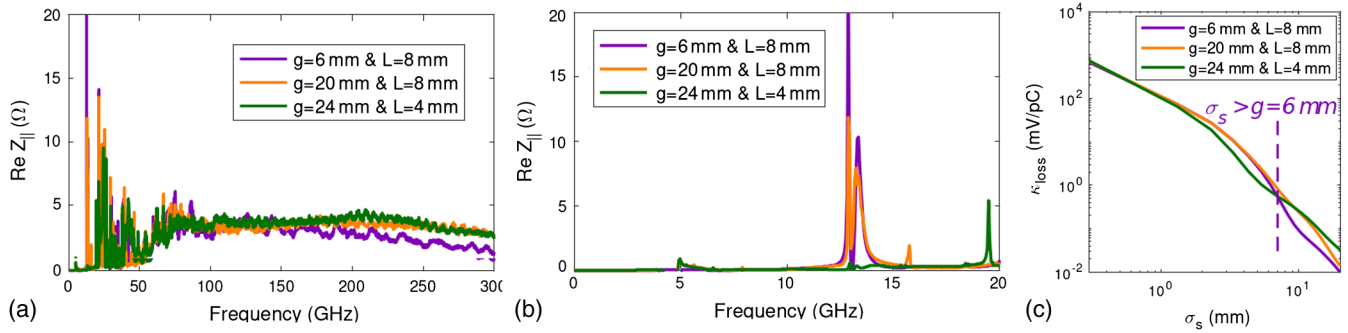 20
15
10
5
0
Re Z|| (Ω)
g=6 mm & L=8 mm
g=20 mm & L=8 mm
g=24 mm & L=4 mm
0 50 100 150 200 250 300
Frequency (GHz)
(a)
20
15
10
5
0
Re Z|| (Ω)
g=6 mm & L=8 mm
g=20 mm & L=8 mm
g=24 mm & L=4 mm
0 5 10 15 20
Frequency (GHz)
(b)
10^4
10^2
10^0
10^-2
κ_loss (mV/pC)
g=6 mm & L=8 mm
g=20 mm & L=8 mm
g=24 mm & L=4 mm
σ_s >g=6 mm
10^0 10^1
σ_s (mm)
(c)